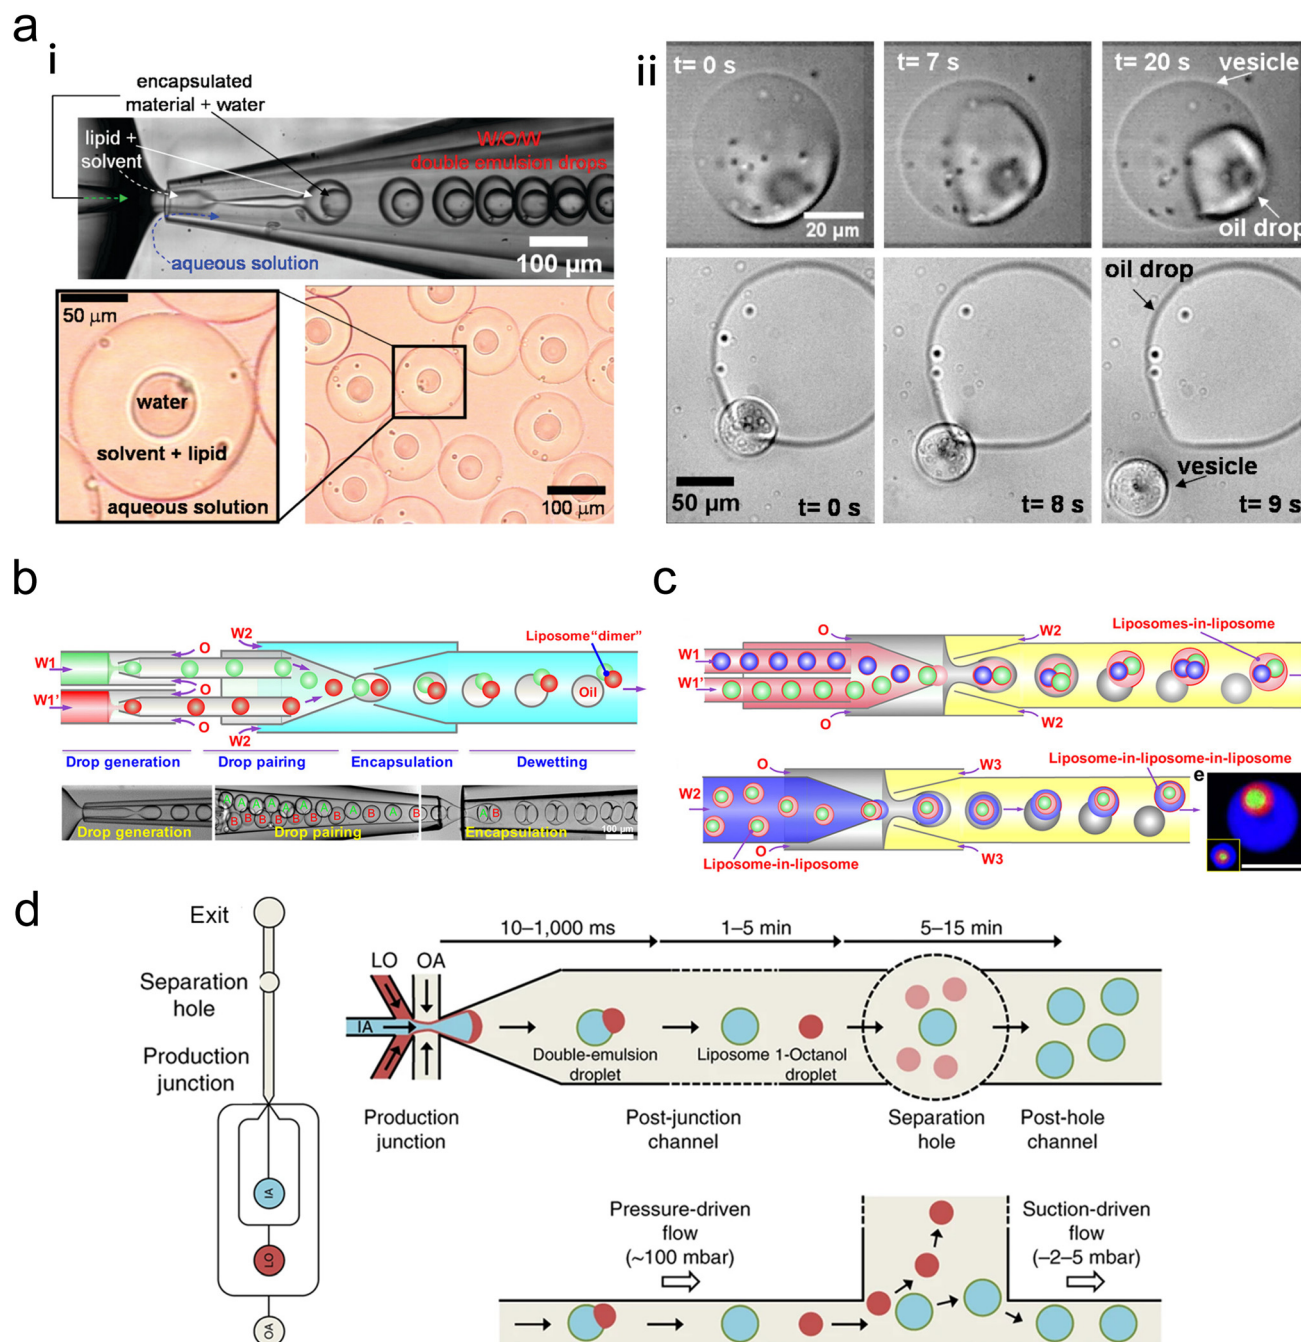 a
i
encapsulated
material + water
lipid +
solvent
W/O/W
double emulsion drops
aqueous solution
100 µm
50 µm
water
solvent + lipid
aqueous solution
100 µm
ii
t= 0 s
t= 7 s
t= 20 s
vesicle
20 µm
oil drop
oil drop
50 µm
t= 0 s
t= 8 s
vesicle
t= 9 s
b
W1
W1'
O
O
O
W2
W2
Liposome“dimer”
Oil
Drop generation
Drop pairing
Encapsulation
Dewetting
A A A A A A A
B B B B B B B
A B
Drop generation
Drop pairing
Encapsulation
100 µm
c
O
W1
W1'
O
W2
W2
Liposomes-in-liposome
O
W2
O
W3
W3
Liposome-in-liposome
Liposome-in-liposome-in-liposome
e
d
Exit
Separation
hole
Production
junction
IA
LO
OA
10–1,000 ms
1–5 min
5–15 min
LO
OA
IA
Double-emulsion
droplet
Liposome
1-Octanol
droplet
Production
junction
Post-junction
channel
Separation
hole
Post-hole
channel
Pressure-driven
flow
(~100 mbar)
Suction-driven
flow
(–2–5 mbar)